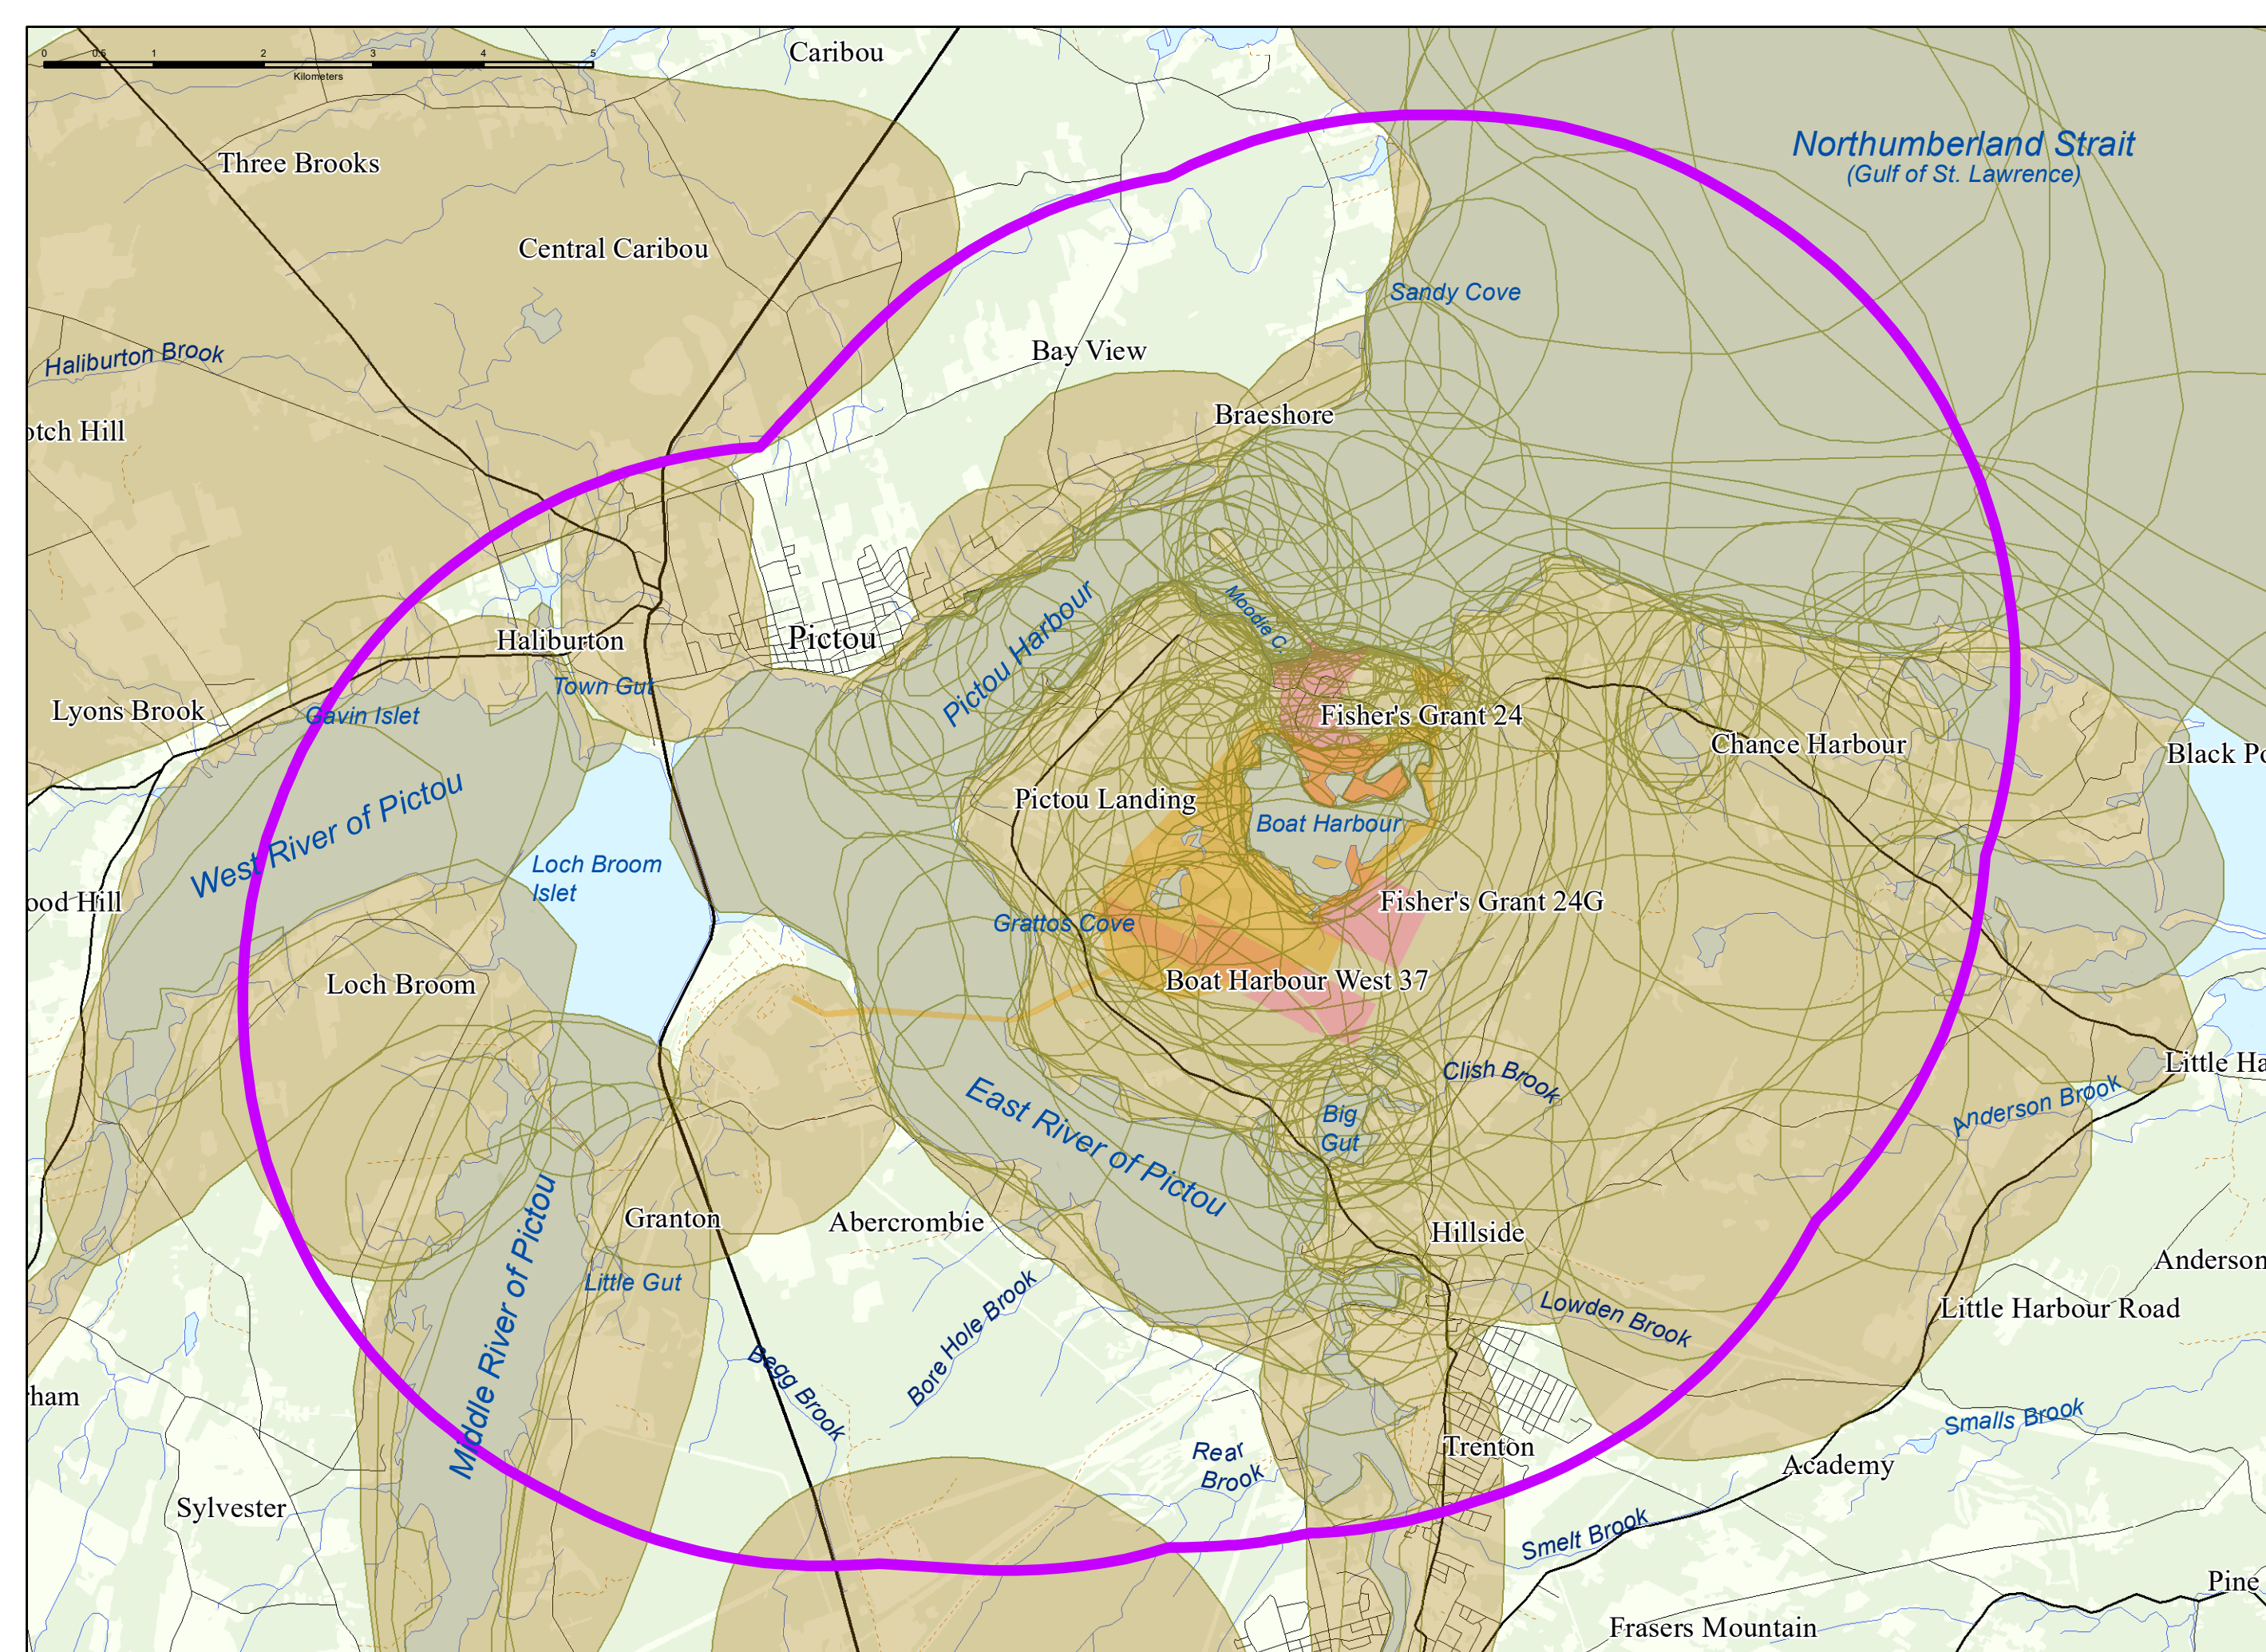 0 0.5 1 2 3 4 5
Kilometers
Caribou
Northumberland Strait
(Gulf of St. Lawrence)
Three Brooks
Central Caribou
Sandy Cove
Haliburton Brook
Bay View
Braeshore
otch Hill
Moodie C.
Pictou Harbour
Haliburton
Pictou
Town Gut
Lyons Brook
Gavin Islet
Fisher's Grant 24
Chance Harbour
Black Po
West River of Pictou
Pictou Landing
Boat Harbour
Loch Broom
Islet
ood Hill
Grattos Cove
Fisher's Grant 24G
Loch Broom
Boat Harbour West 37
Clish Brook
Little Ha
Anderson Brook
East River of Pictou
Big
Gut
Granton
Abercrombie
Hillside
Middle River of Pictou
Little Gut
Anderson
Bore Hole Brook
Lowden Brook
Little Harbour Road
Begg Brook
rham
Smalls Brook
Rear
Brook
Trenton
Academy
Sylvester
Smelt Brook
Pine
Frasers Mountain